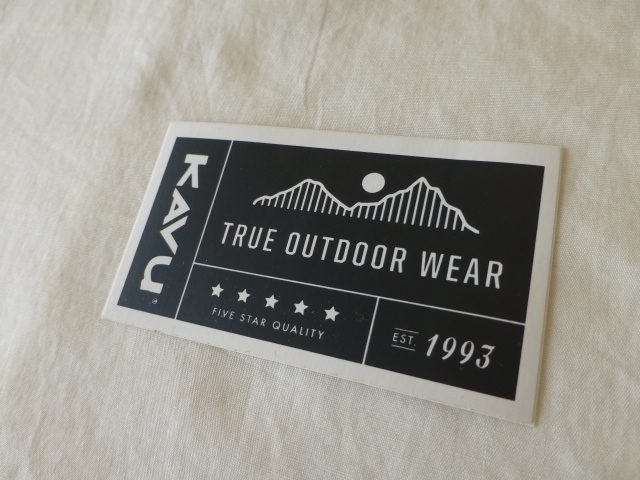 KAVU
TRUE OUTDOOR WEAR
FIVE STAR QUALITY
EST. 1993